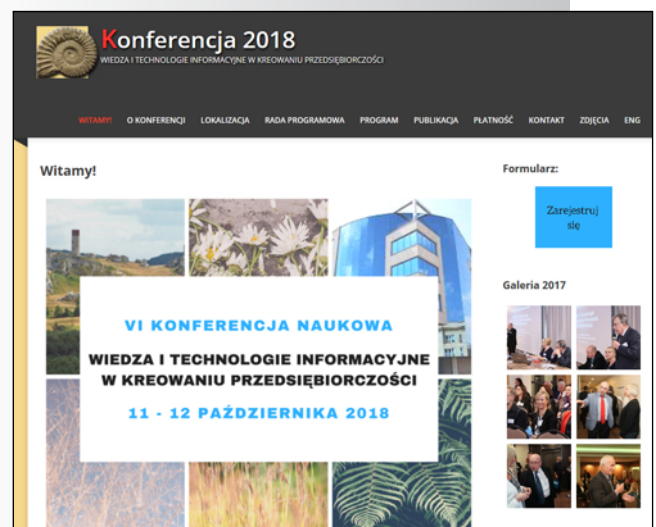 Konferencja 2018
WIEDZA I TECHNOLOGIE INFORMACYJNE W KREOWANIU PRZEDSIĘBIORCZOŚCI
WITAMY! O KONFERENCJI LOKALIZACJA RADA PROGRAMOWA PROGRAM PUBLIKACJA PŁATNOŚĆ KONTAKT ZDJĘCIA ENG
Witamy!
VI KONFERENCJA NAUKOWA
WIEDZA I TECHNOLOGIE INFORMACYJNE
W KREOWANIU PRZEDSIĘBIORCZOŚCI
11 - 12 PAŹDZIERNIKA 2018
Formularz:
Zarejestruj
się
Galeria 2017